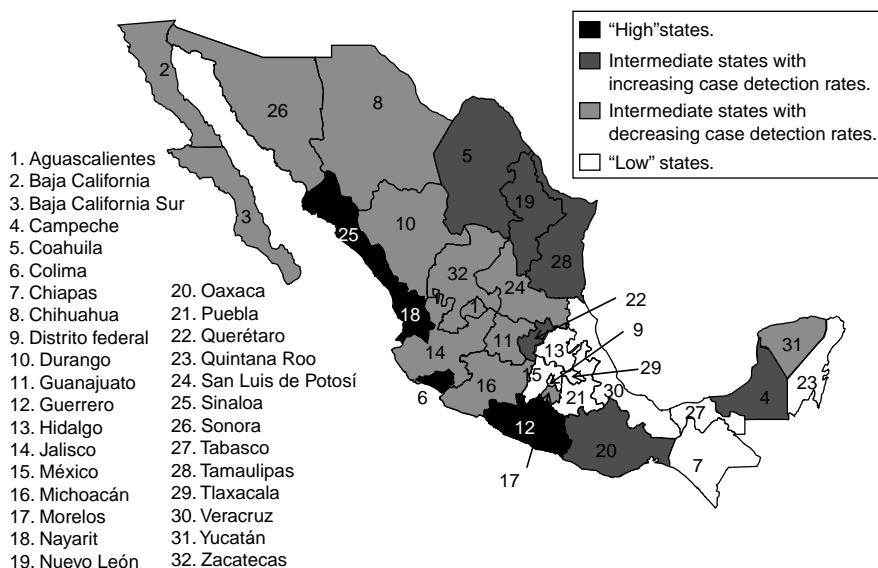 “High” states.
Intermediate states with
increasing case detection rates.
Intermediate states with
decreasing case detection rates.
“Low” states.
1. Aguascalientes
2. Baja California
3. Baja California Sur
4. Campeche
5. Coahuila
6. Colima
7. Chiapas
8. Chihuahua
9. Distrito federal
10. Durango
11. Guanajuato
12. Guerrero
13. Hidalgo
14. Jalisco
15. México
16. Michoacán
17. Morelos
18. Nayarit
19. Nuevo León
20. Oaxaca
21. Puebla
22. Querétaro
23. Quintana Roo
24. San Luis de Potosí
25. Sinaloa
26. Sonora
27. Tabasco
28. Tamaulipas
29. Tlaxacala
30. Veracruz
31. Yucatán
32. Zacatecas
2
26
8
5
3
25
10
19
28
32
24
1
18
22
9
14
11
13
29
31
6
16
15
21
30
23
27
4
12
17
20
7